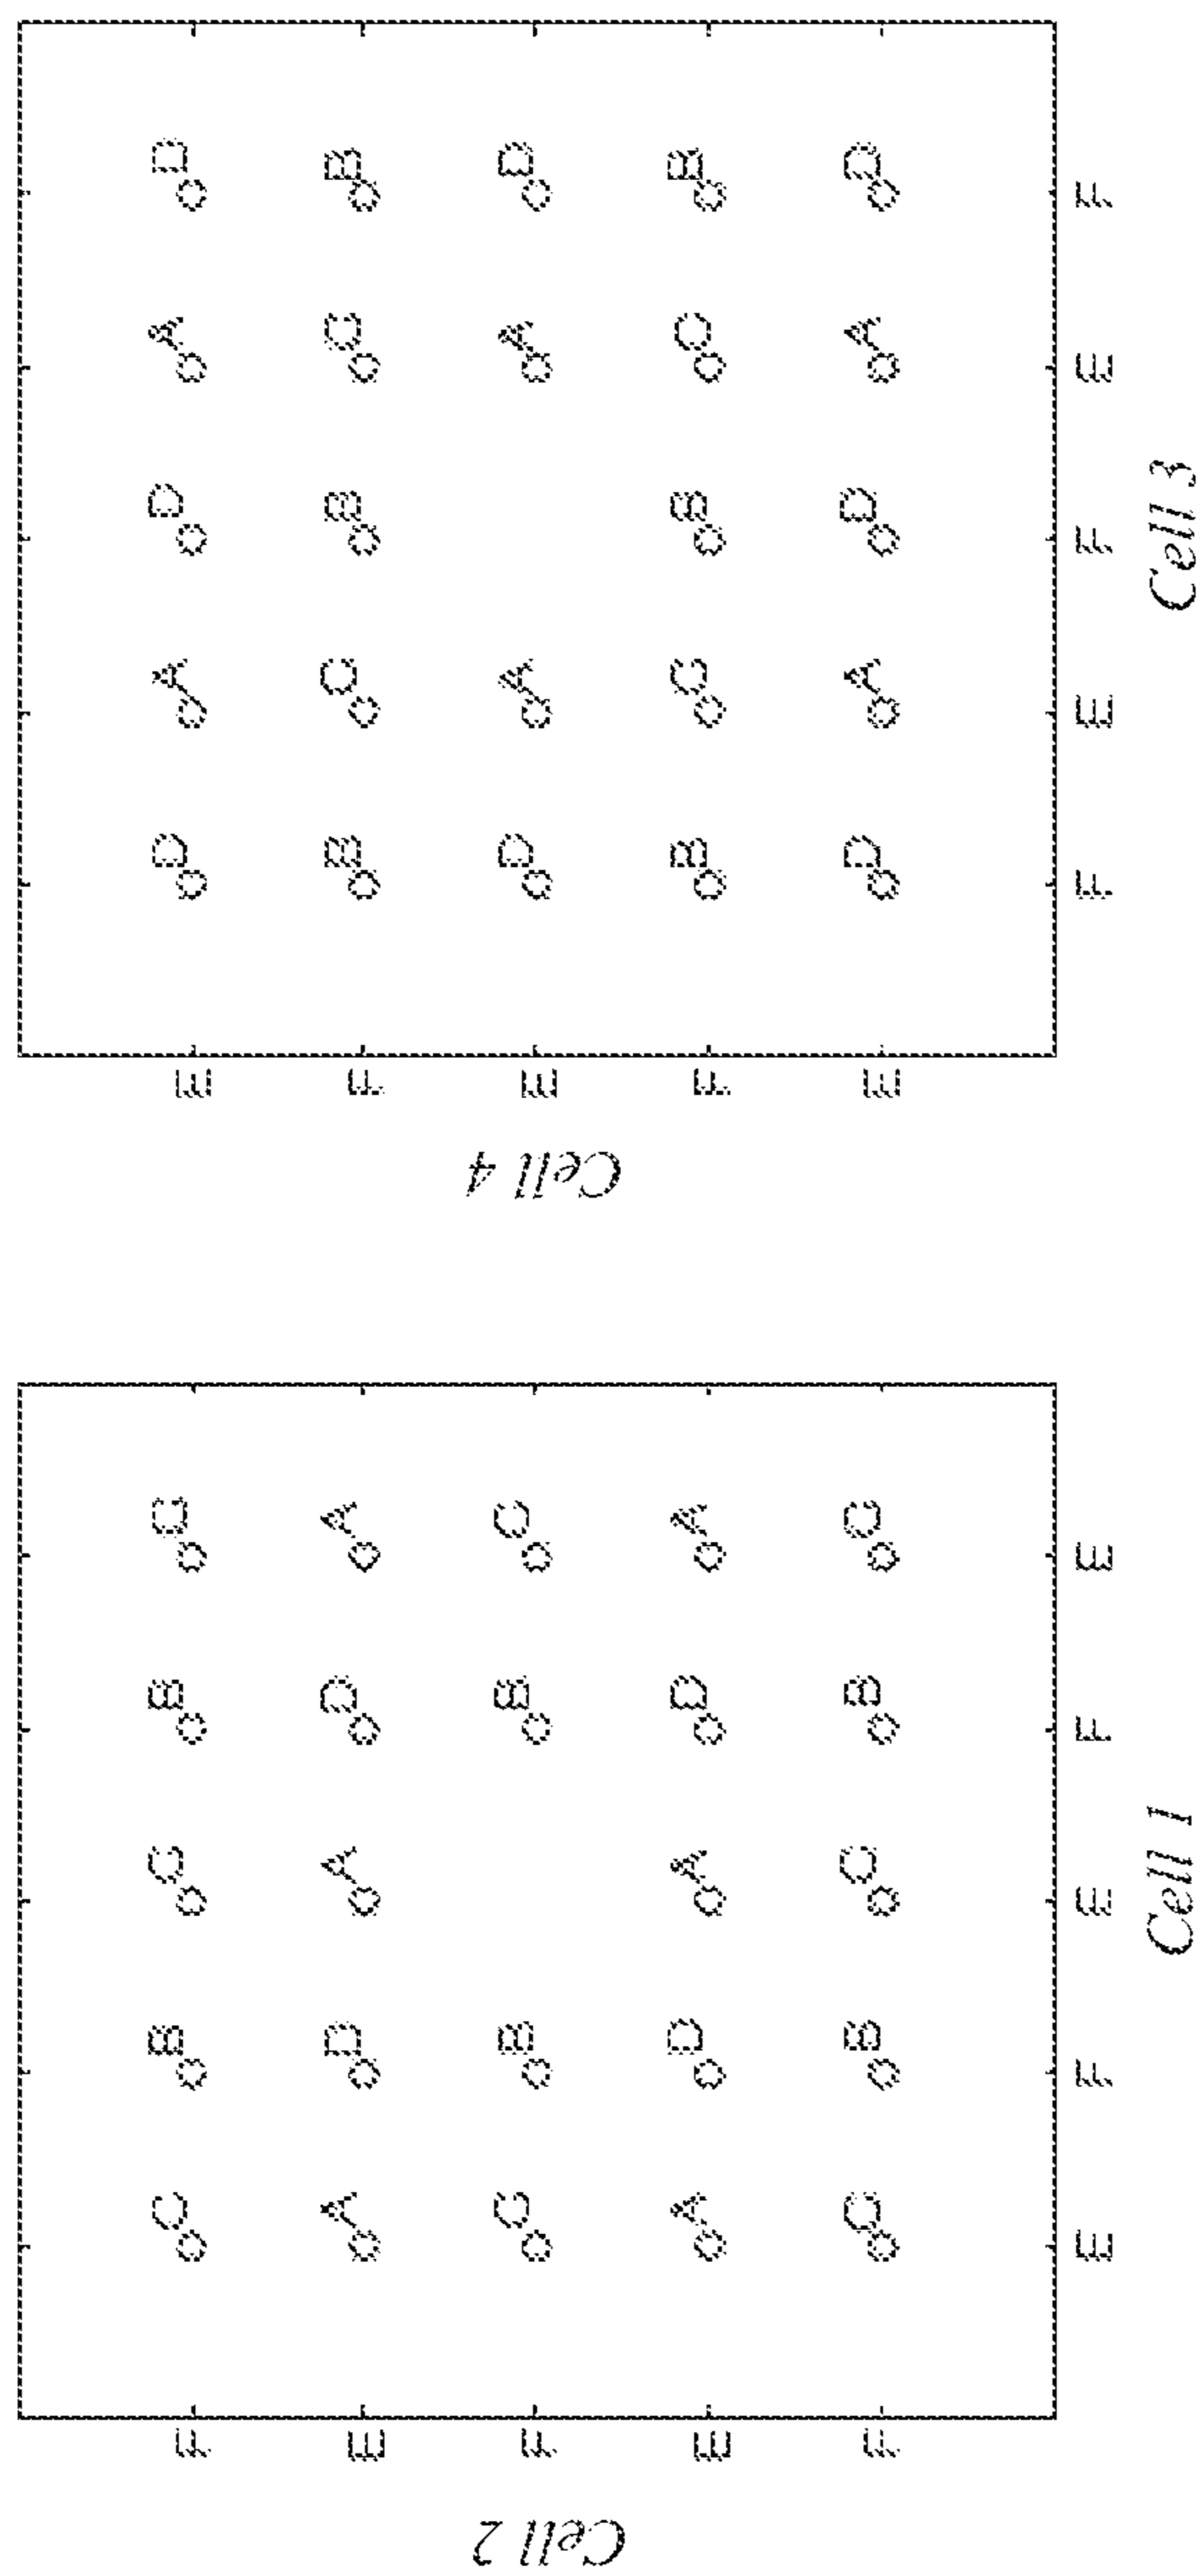 Cell 2
F C B C B C
E A D A D A
F C B B C
E A D A D A
F C B C B C
E F E F E
Cell 1
Cell 4
E D A D A D
F B C B C B
E D A A D
F B C B C B
E D A D A D
F E F E F
Cell 3